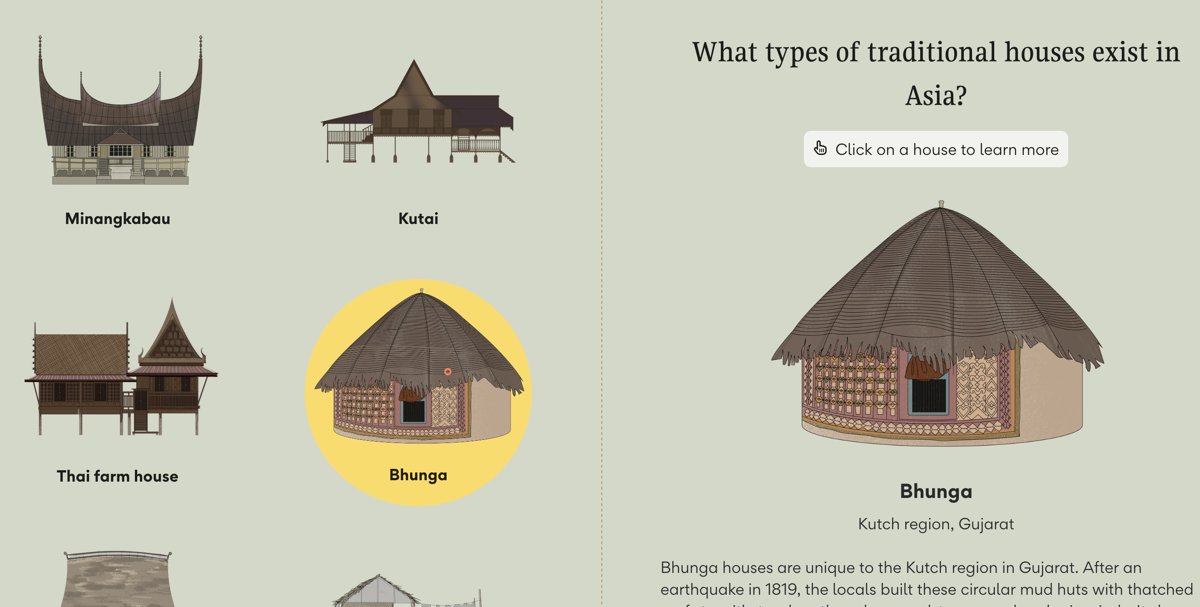 Minangkabau
Kutai
Thai farm house
Bhunga
What types of traditional houses exist in
Asia?
Click on a house to learn more
Bhunga
Kutch region, Gujarat
Bhunga houses are unique to the Kutch region in Gujarat. After an
earthquake in 1819, the locals built these circular mud huts with thatched